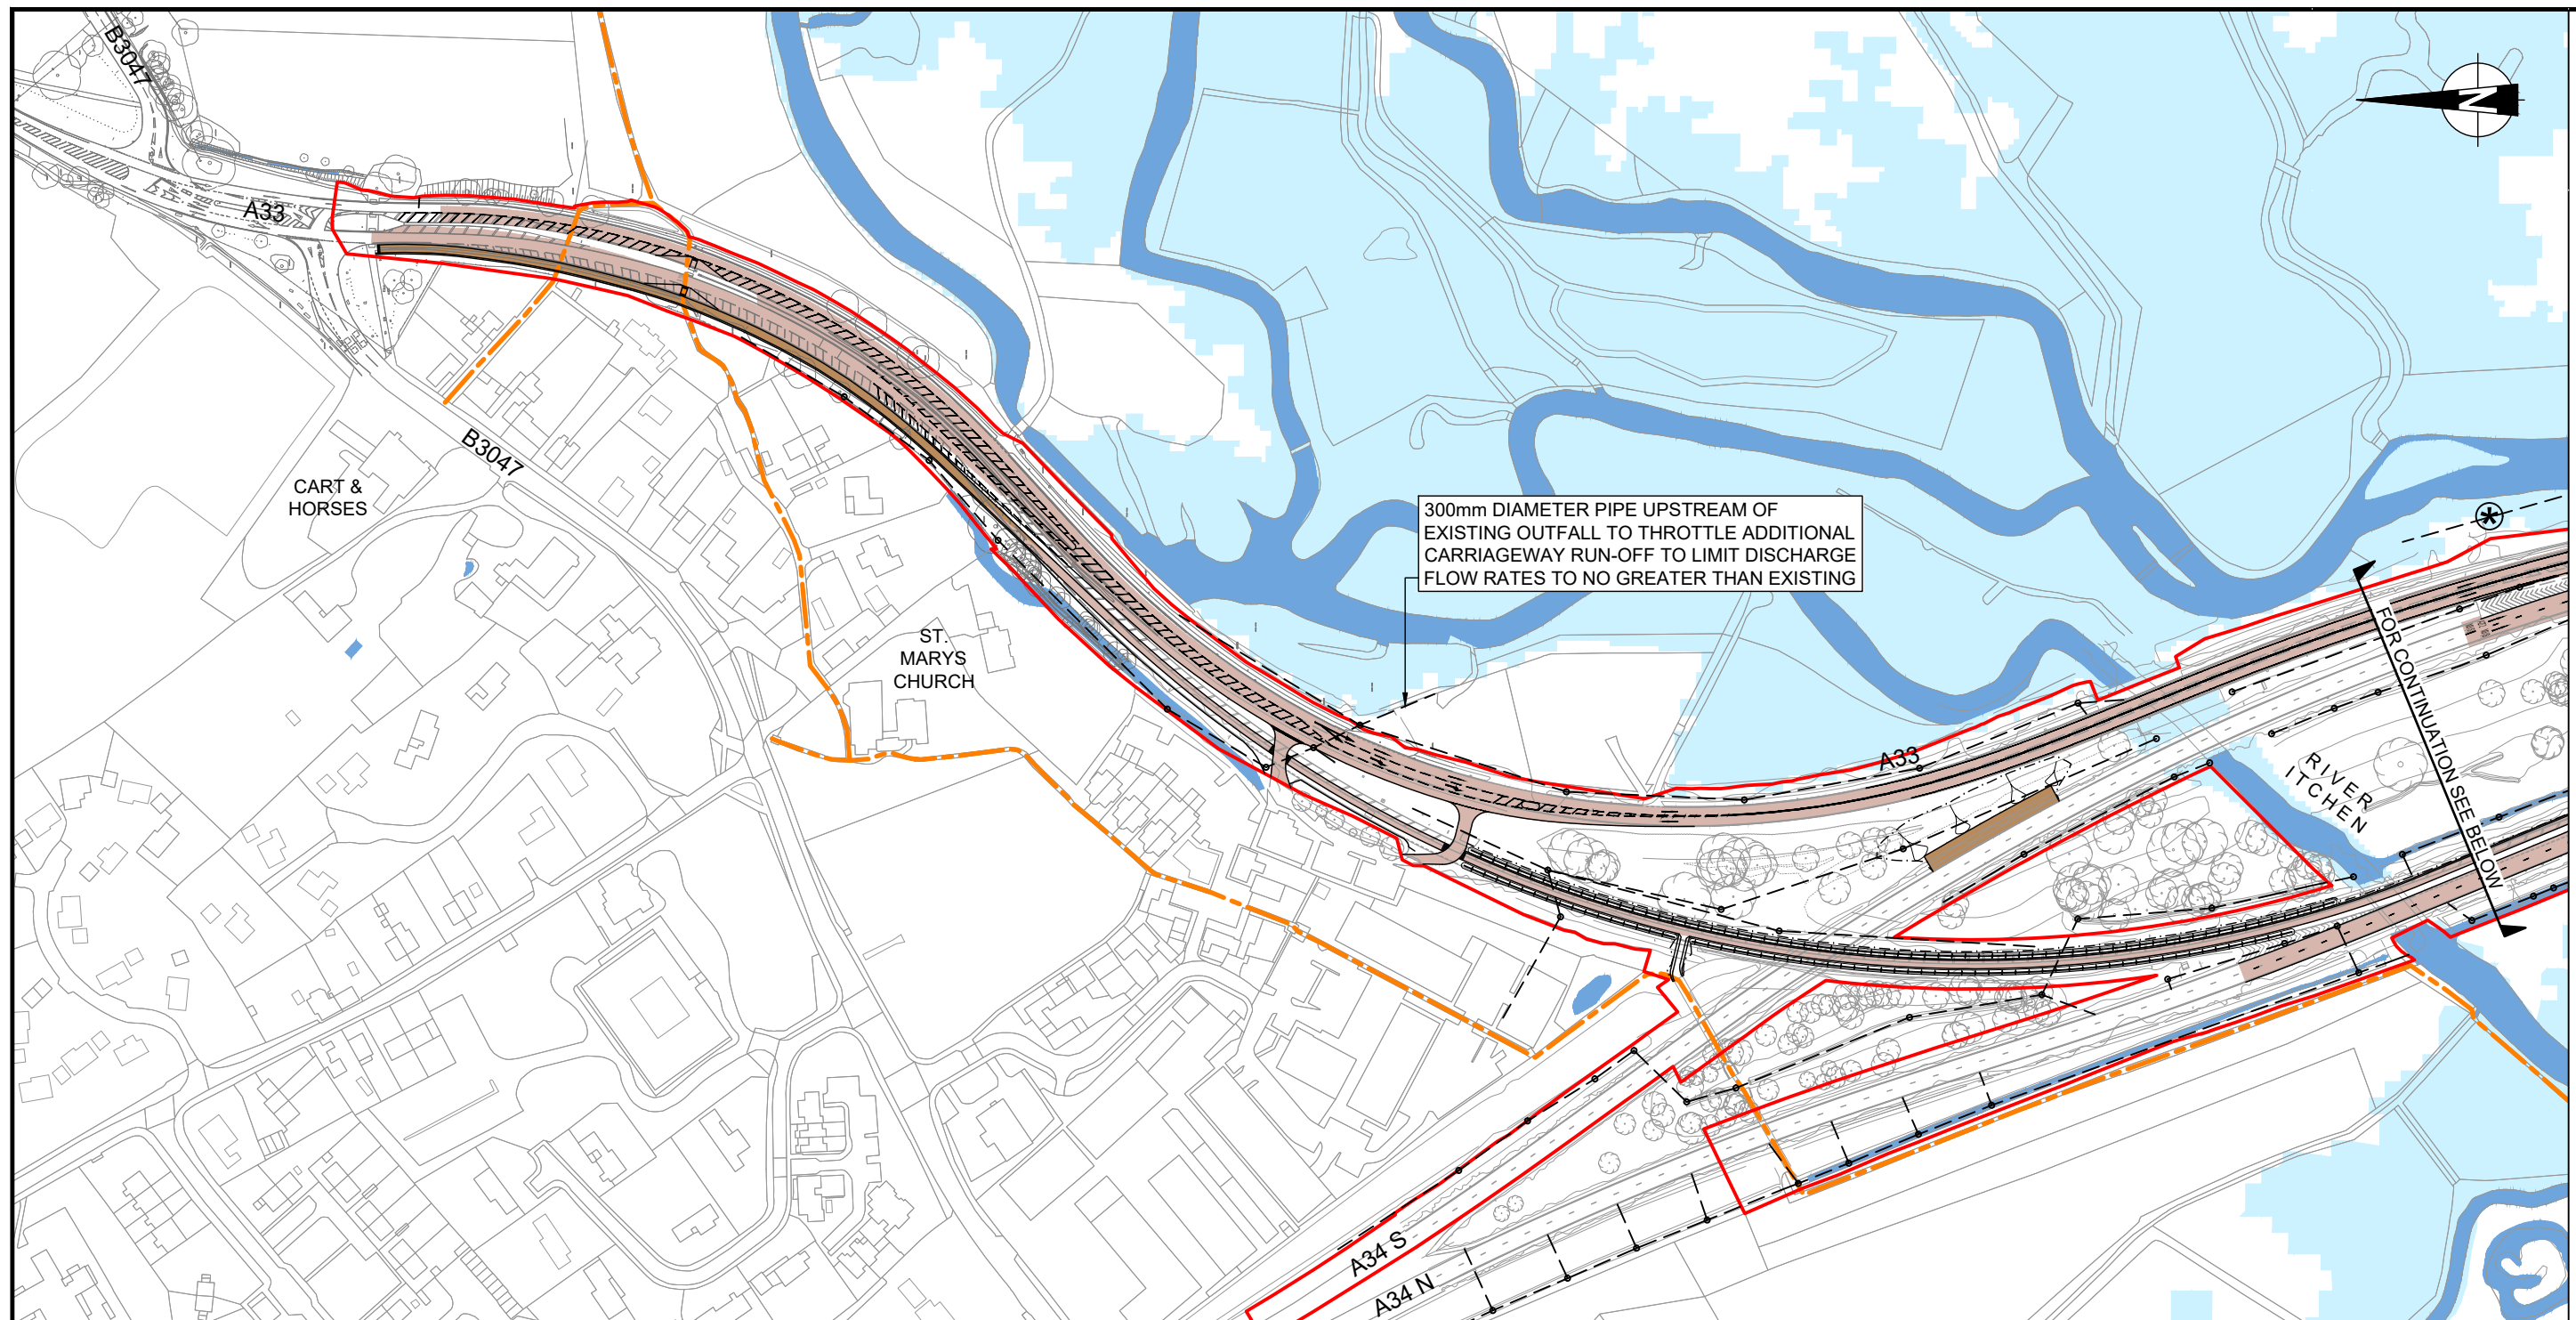 B3047
N
A33
B3047
CART &
HORSES
300mm DIAMETER PIPE UPSTREAM OF
EXISTING OUTFALL TO THROTTLE ADDITIONAL
CARRIAGEWAY RUN-OFF TO LIMIT DISCHARGE
FLOW RATES TO NO GREATER THAN EXISTING
*
ST.
MARYS
CHURCH
FOR CONTINUATION SEE BELOW
A33
RIVER
ITCHEN
A34 S
A34 N